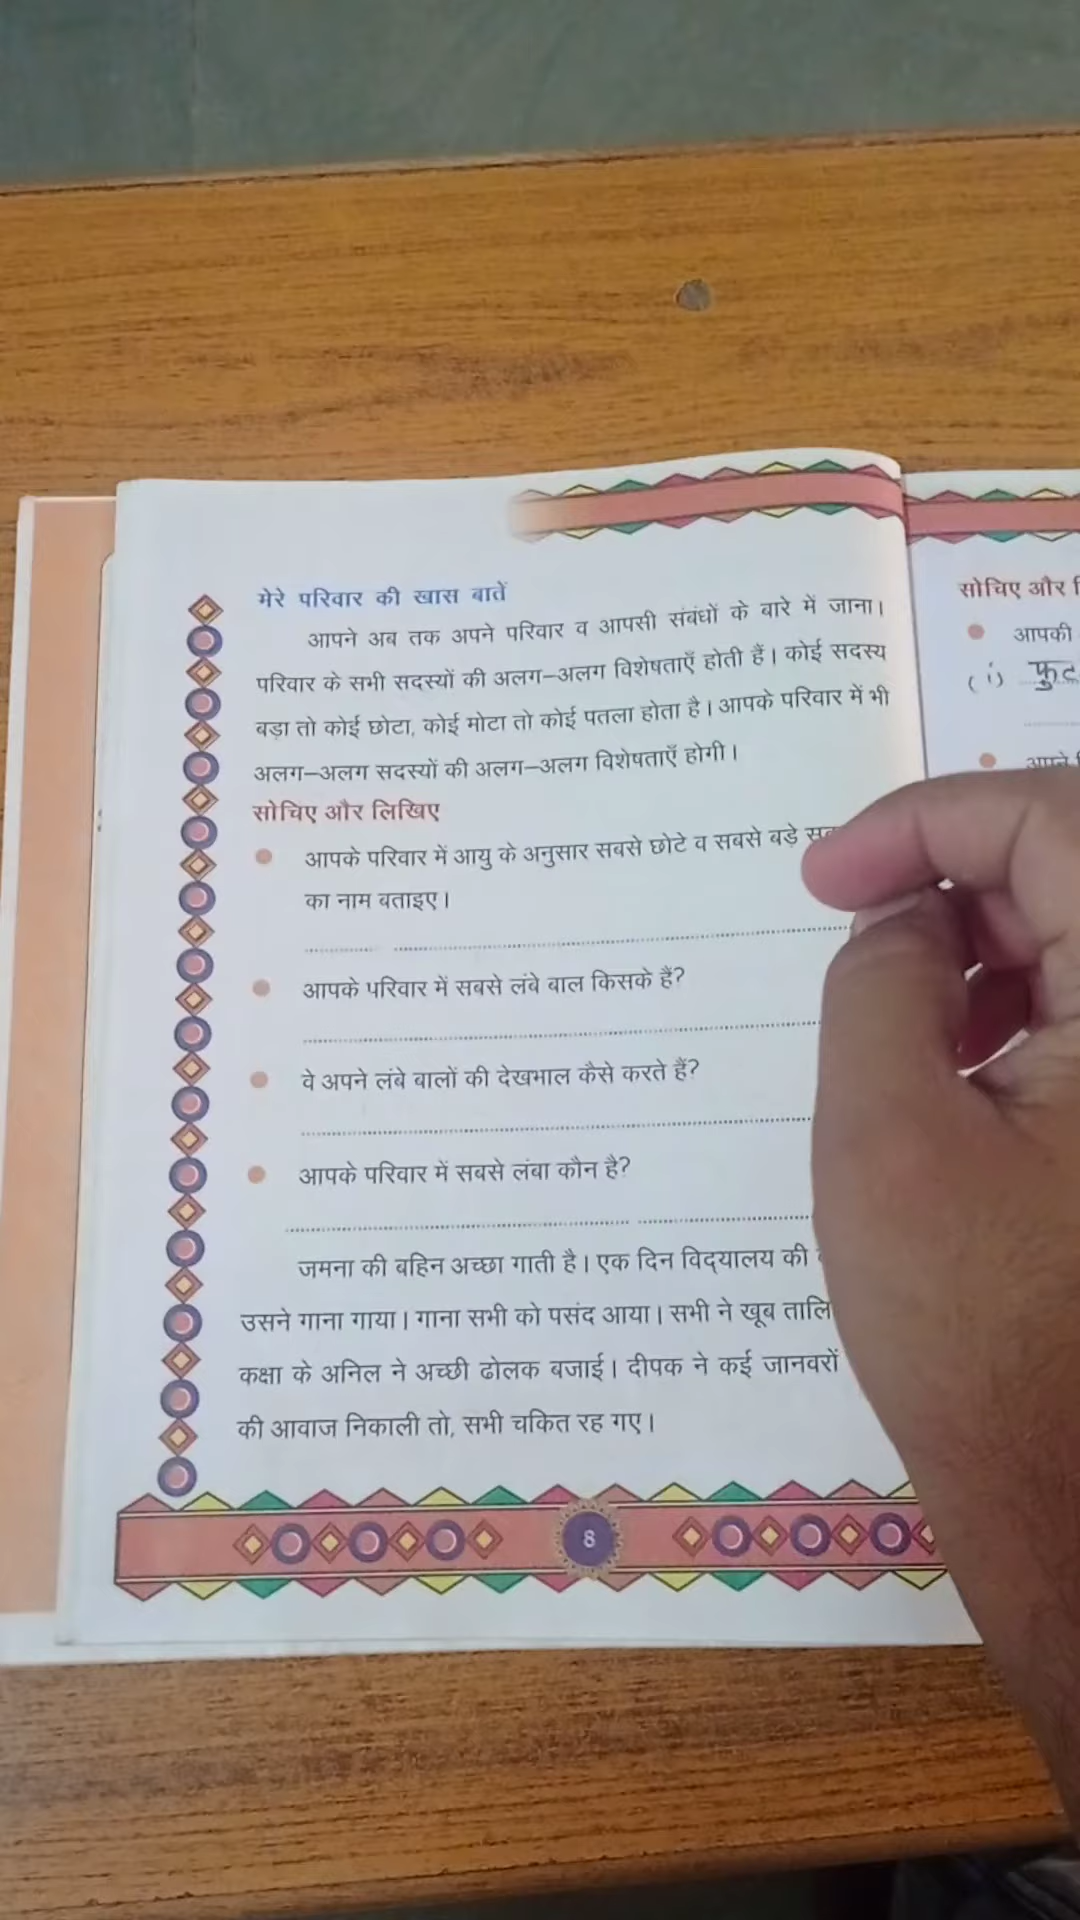 मेरे परिवार की खास बातें
आपने अब तक अपने परिवार व आपसी संबंधों के बारे में जाना।
परिवार के सभी सदस्यों की अलग–अलग विशेषताएँ होती हैं। कोई सदस्य
बड़ा तो कोई छोटा, कोई मोटा तो कोई पतला होता है। आपके परिवार में भी
अलग–अलग सदस्यों की अलग–अलग विशेषताएँ होगी।
सोचिए और लिखिए
आपके परिवार में आयु के अनुसार सबसे छोटे व सबसे बड़े
का नाम बताइए।
आपके परिवार में सबसे लंबे बाल किसके हैं?
वे अपने लंबे बालों की देखभाल कैसे करते हैं?
आपके परिवार में सबसे लंबा कौन है?
जमना की बहिन अच्छा गाती है। एक दिन विद्‌यालय की
उसने गाना गाया। गाना सभी को पसंद आया। सभी ने खूब
कक्षा के अनिल ने अच्छी ढोलक बजाई। दीपक ने कई जानवरों
की आवाज निकाली तो, सभी चकित रह गए।
8
सोचिए और
आपकी
(i)